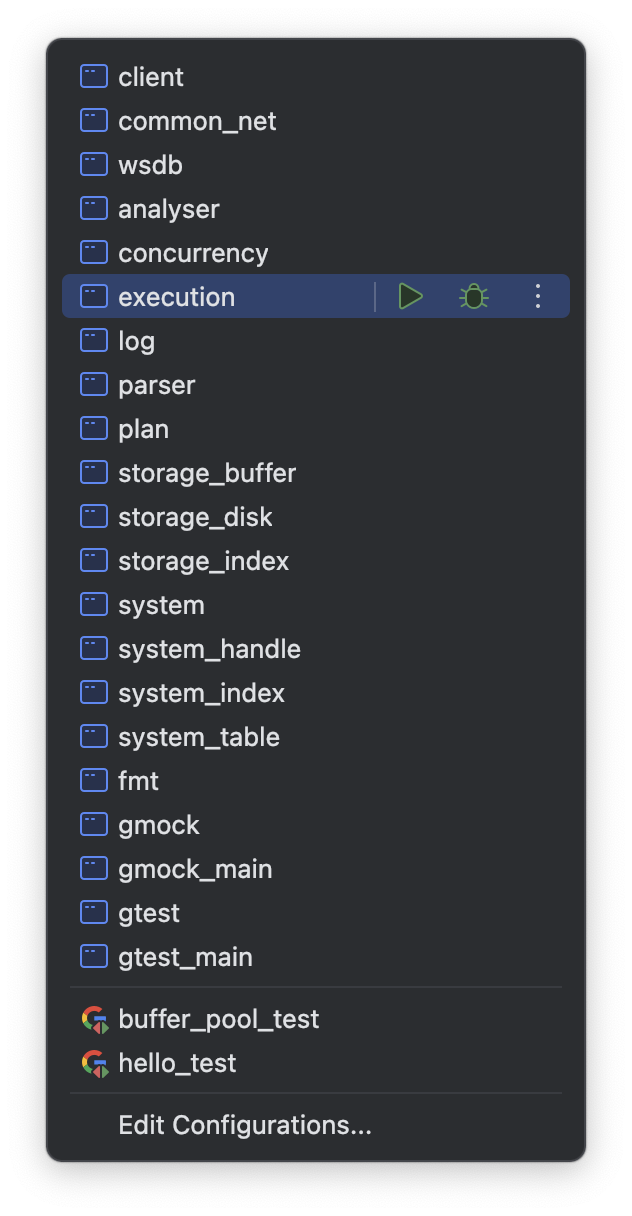 client
common_net
wsdb
analyser
concurrency
execution
log
parser
plan
storage_buffer
storage_disk
storage_index
system
system_handle
system_index
system_table
fmt
gmock
gmock_main
gtest
gtest_main
buffer_pool_test
hello_test
Edit Configurations...